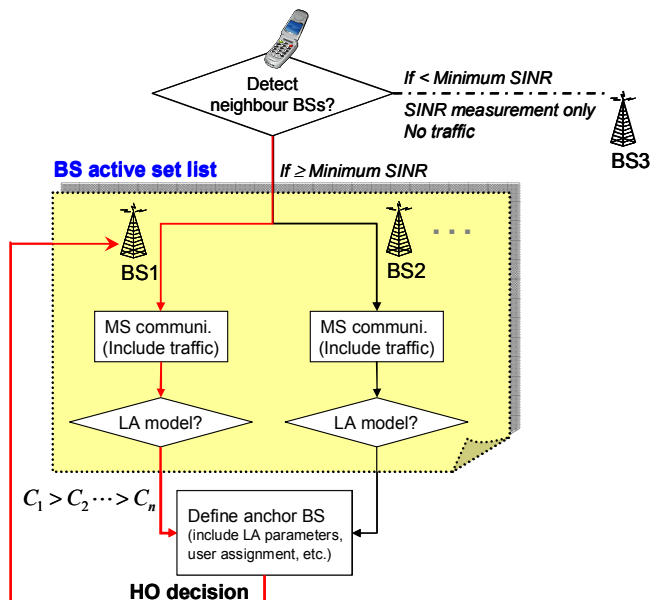 Detect
neighbour BSs?
If < Minimum SINR
SINR measurement only
No traffic
BS3
BS active set list
If ≥ Minimum SINR
BS1
BS2
...
MS communi.
(Include traffic)
MS communi.
(Include traffic)
LA model?
LA model?
C1 > C2 ··· > Cn
Define anchor BS
(include LA parameters,
user assignment, etc.)
HO decision